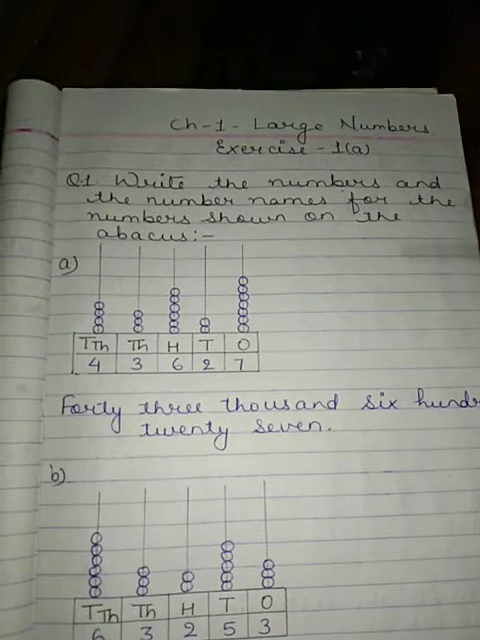 Ch-1- Large Numbers
Exercise - 1(a)
Q1. Write the numbers and
the number names for the
numbers shown on the
abacus:-
a)
TTh Th H T O
4 3 6 2 7
Forty three thousand six
twenty seven.
b)
TTh Th H T O
6 3 2 5 3